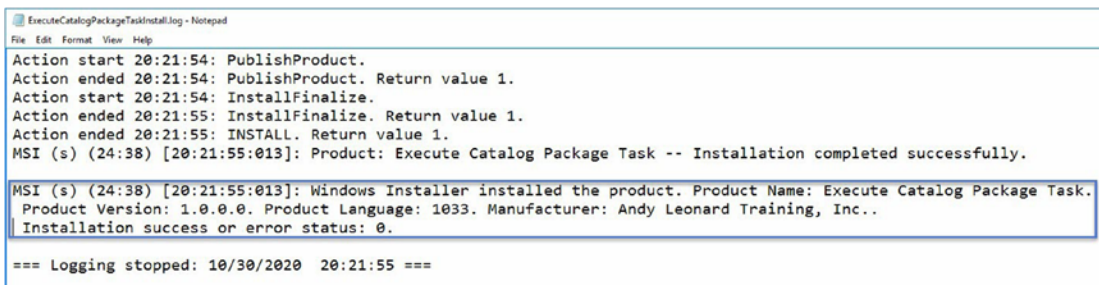 ExecuteCatalogPackageTaskInstall.log - Notepad
File Edit Format View Help
Action start 20:21:54: PublishProduct.
Action ended 20:21:54: PublishProduct. Return value 1.
Action start 20:21:54: InstallFinalize.
Action ended 20:21:55: InstallFinalize. Return value 1.
Action ended 20:21:55: INSTALL. Return value 1.
MSI (s) (24:38) [20:21:55:013]: Product: Execute Catalog Package Task -- Installation completed successfully.
MSI (s) (24:38) [20:21:55:013]: Windows Installer installed the product. Product Name: Execute Catalog Package Task.
Product Version: 1.0.0.0. Product Language: 1033. Manufacturer: Andy Leonard Training, Inc..
Installation success or error status: 0.
=== Logging stopped: 10/30/2020  20:21:55 ===